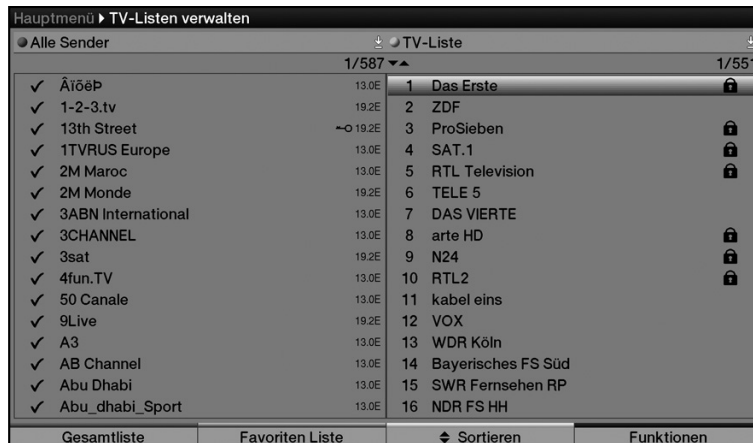 Hauptmenü ▸ TV-Listen verwalten
Alle Sender
1/587
✓ Âïõëϸ 13.0E
✓ 1-2-3.tv 19.2E
✓ 13th Street 19.2E
✓ 1TVRUS Europe 13.0E
✓ 2M Maroc 13.0E
✓ 2M Monde 19.2E
✓ 3ABN International 13.0E
✓ 3CHANNEL 13.0E
✓ 3sat 19.2E
✓ 4fun.TV 13.0E
✓ 50 Canale 13.0E
✓ 9Live 19.2E
✓ A3 13.0E
✓ AB Channel 13.0E
✓ Abu Dhabi 13.0E
✓ Abu_dhabi_Sport 13.0E
TV-Liste
1/551
1 Das Erste
2 ZDF
3 ProSieben
4 SAT.1
5 RTL Television
6 TELE 5
7 DAS VIERTE
8 arte HD
9 N24
10 RTL2
11 kabel eins
12 VOX
13 WDR Köln
14 Bayerisches FS Süd
15 SWR Fernsehen RP
16 NDR FS HH
Gesamtliste
Favoriten Liste
Sortieren
Funktionen